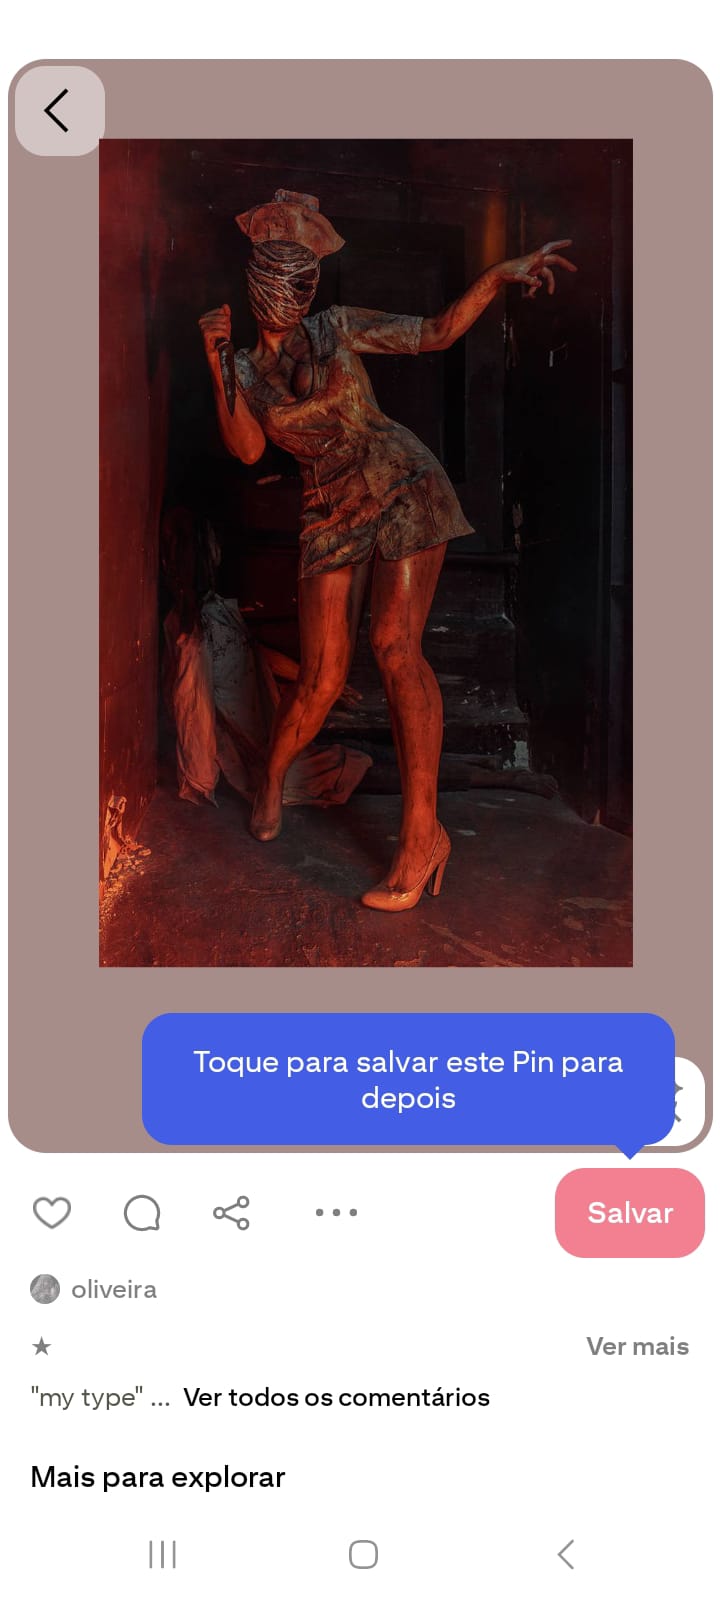 Toque para salvar este Pin para
depois
Salvar
oliveira
★
Ver mais
"my type" ... Ver todos os comentários
Mais para explorar